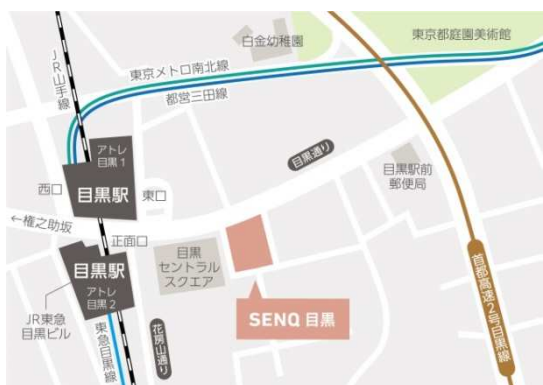 東京都庭園美術館
白金幼稚園
JR山手線
東京メトロ南北線
都営三田線
アトレ
目黒1
目黒通り
目黒駅前
郵便局
西口
目黒駅
東口
←権之助坂
正面口
目黒
セントラル
スクエア
目黒駅
アトレ
目黒2
SENQ 目黒
首都高速2号目黒線
JR東急
目黒ビル
東急目黒線
花房山通り